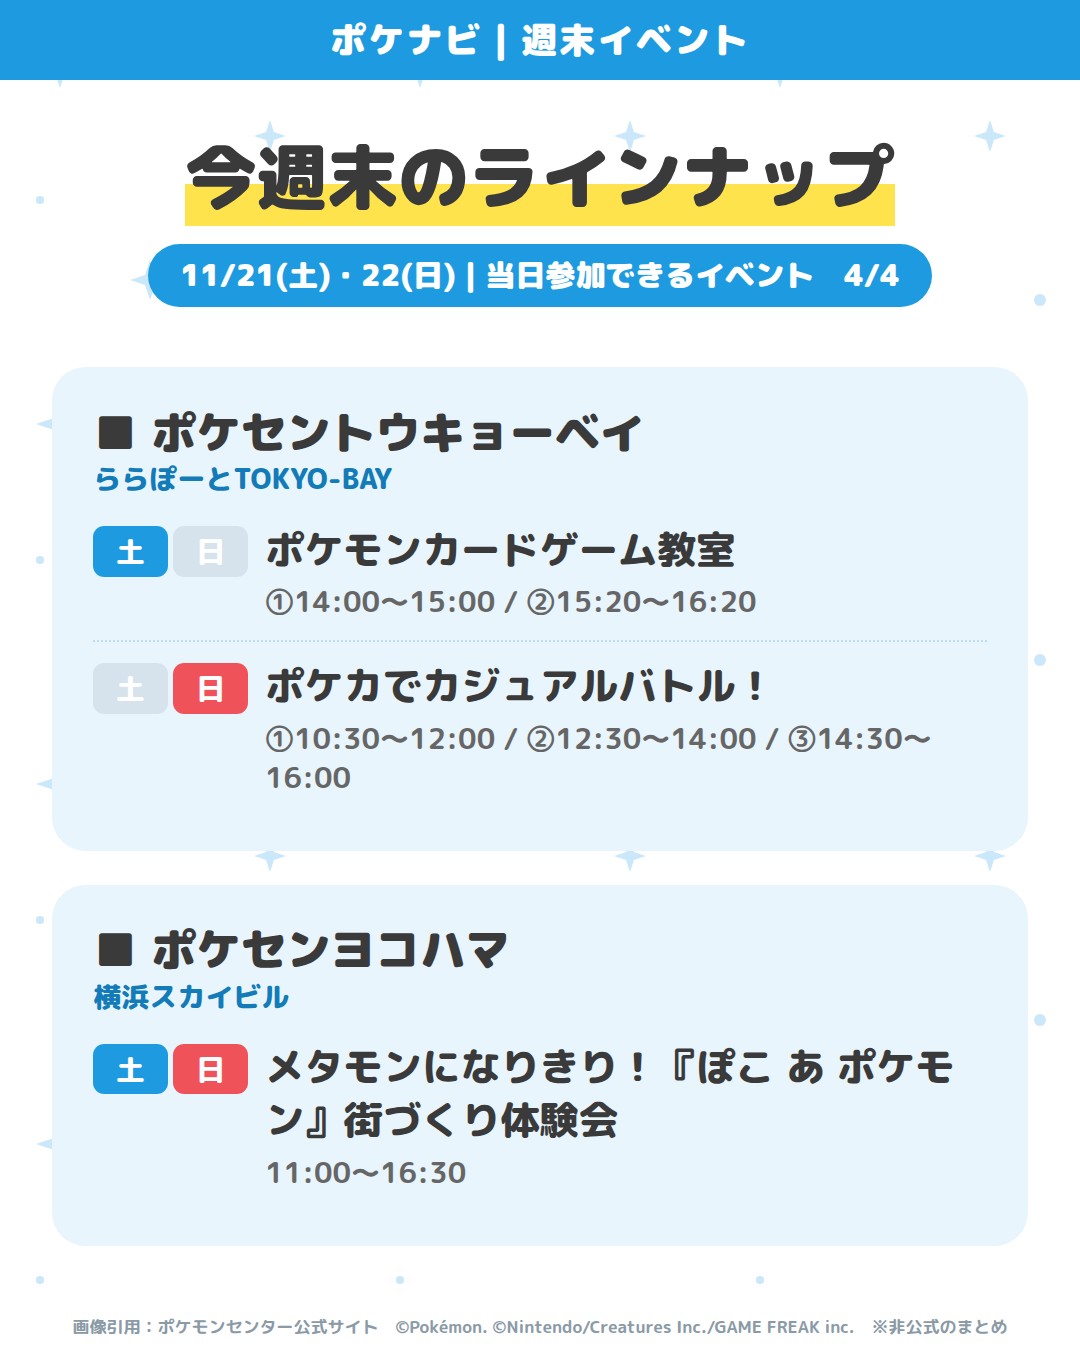 ポケナビ | 週末イベント
今週末のラインナップ
11/21(土)・22(日) | 当日参加できるイベント　4/4
■ ポケセントウキョーベイ
ららぽーとTOKYO-BAY
土 日 ポケモンカードゲーム教室
①14:00〜15:00 / ②15:20〜16:20
土 日 ポケカでカジュアルバトル！
①10:30〜12:00 / ②12:30〜14:00 / ③14:30〜
16:00
■ ポケセンヨコハマ
横浜スカイビル
土 日 メタモンになりきり！『ぽこ あ ポケモ
ン』街づくり体験会
11:00〜16:30
画像引用：ポケモンセンター公式サイト　©Pokémon. ©Nintendo/Creatures Inc./GAME FREAK inc.　※非公式のまとめ